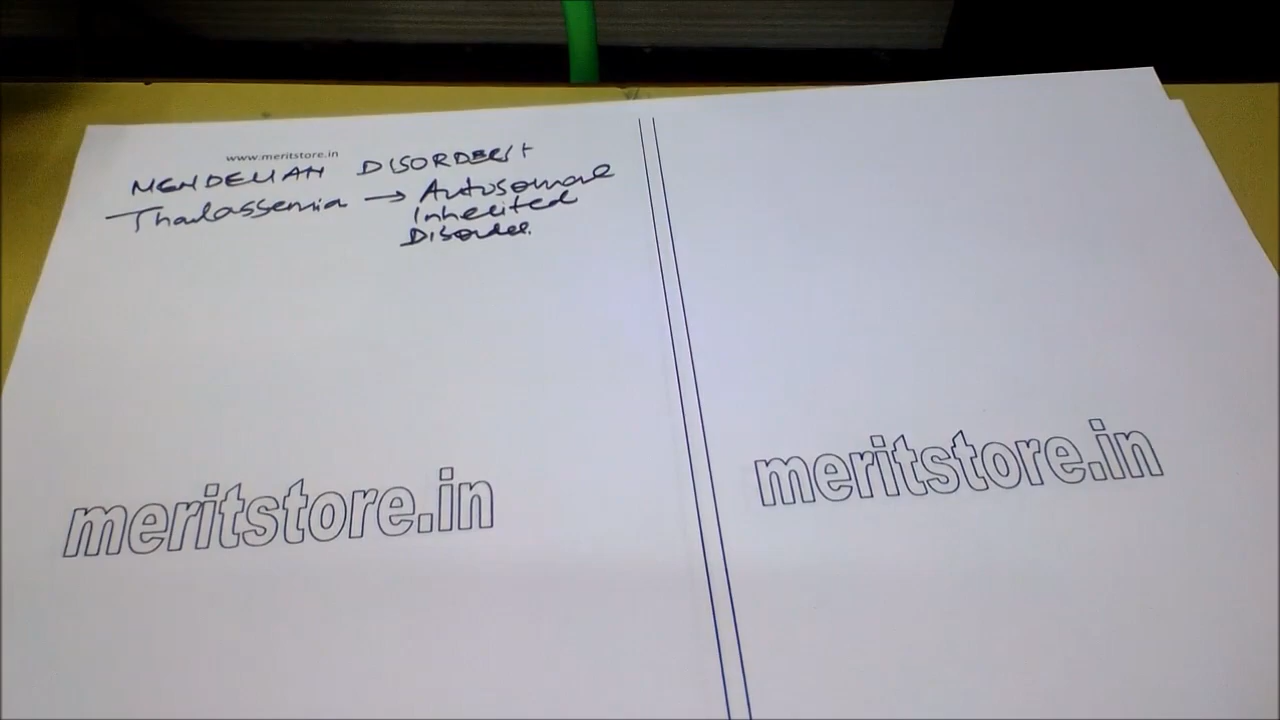 www.meritstore.in
MENDELIAN DISORDERS:+
Thalassemia → Autosomal
Inherited
Disorder.
meritstore.in
meritstore.in